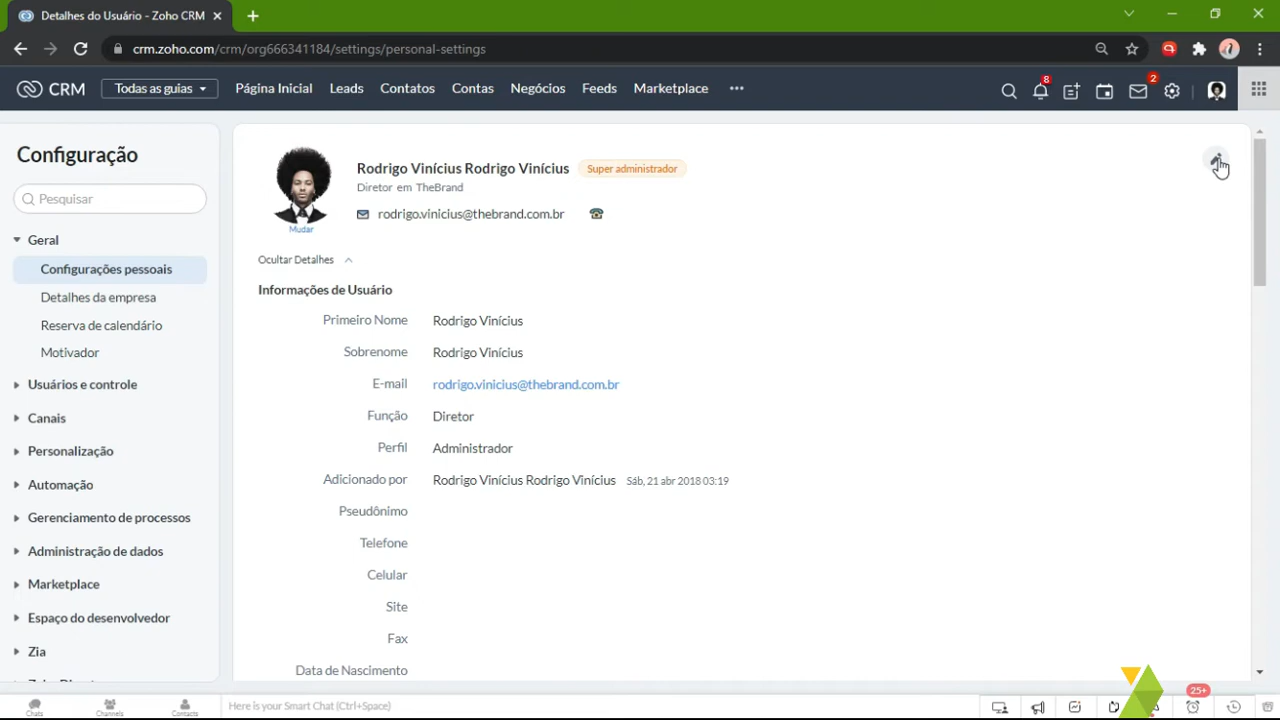 Detalhes do Usuário - Zoho CRM
crm.zoho.com/crm/org666341184/settings/personal-settings
CRM
Todas as guias
Página Inicial
Leads
Contatos
Contas
Negócios
Feeds
Marketplace
8
2
Configuração
Pesquisar
Geral
Configurações pessoais
Detalhes da empresa
Reserva de calendário
Motivador
Usuários e controle
Canais
Personalização
Automação
Gerenciamento de processos
Administração de dados
Marketplace
Espaço do desenvolvedor
Zia
Mudar
Rodrigo Vinícius Rodrigo Vinícius
Super administrador
Diretor em TheBrand
rodrigo.vinicius@thebrand.com.br
Ocultar Detalhes
Informações de Usuário
Primeiro Nome Rodrigo Vinícius
Sobrenome Rodrigo Vinícius
E-mail rodrigo.vinicius@thebrand.com.br
Função Diretor
Perfil Administrador
Adicionado por Rodrigo Vinícius Rodrigo Vinícius Sáb, 21 abr 2018 03:19
Pseudônimo
Telefone
Celular
Site
Fax
Data de Nascimento
Chats
Channels
Contacts
Here is your Smart Chat (Ctrl+Space)
25+